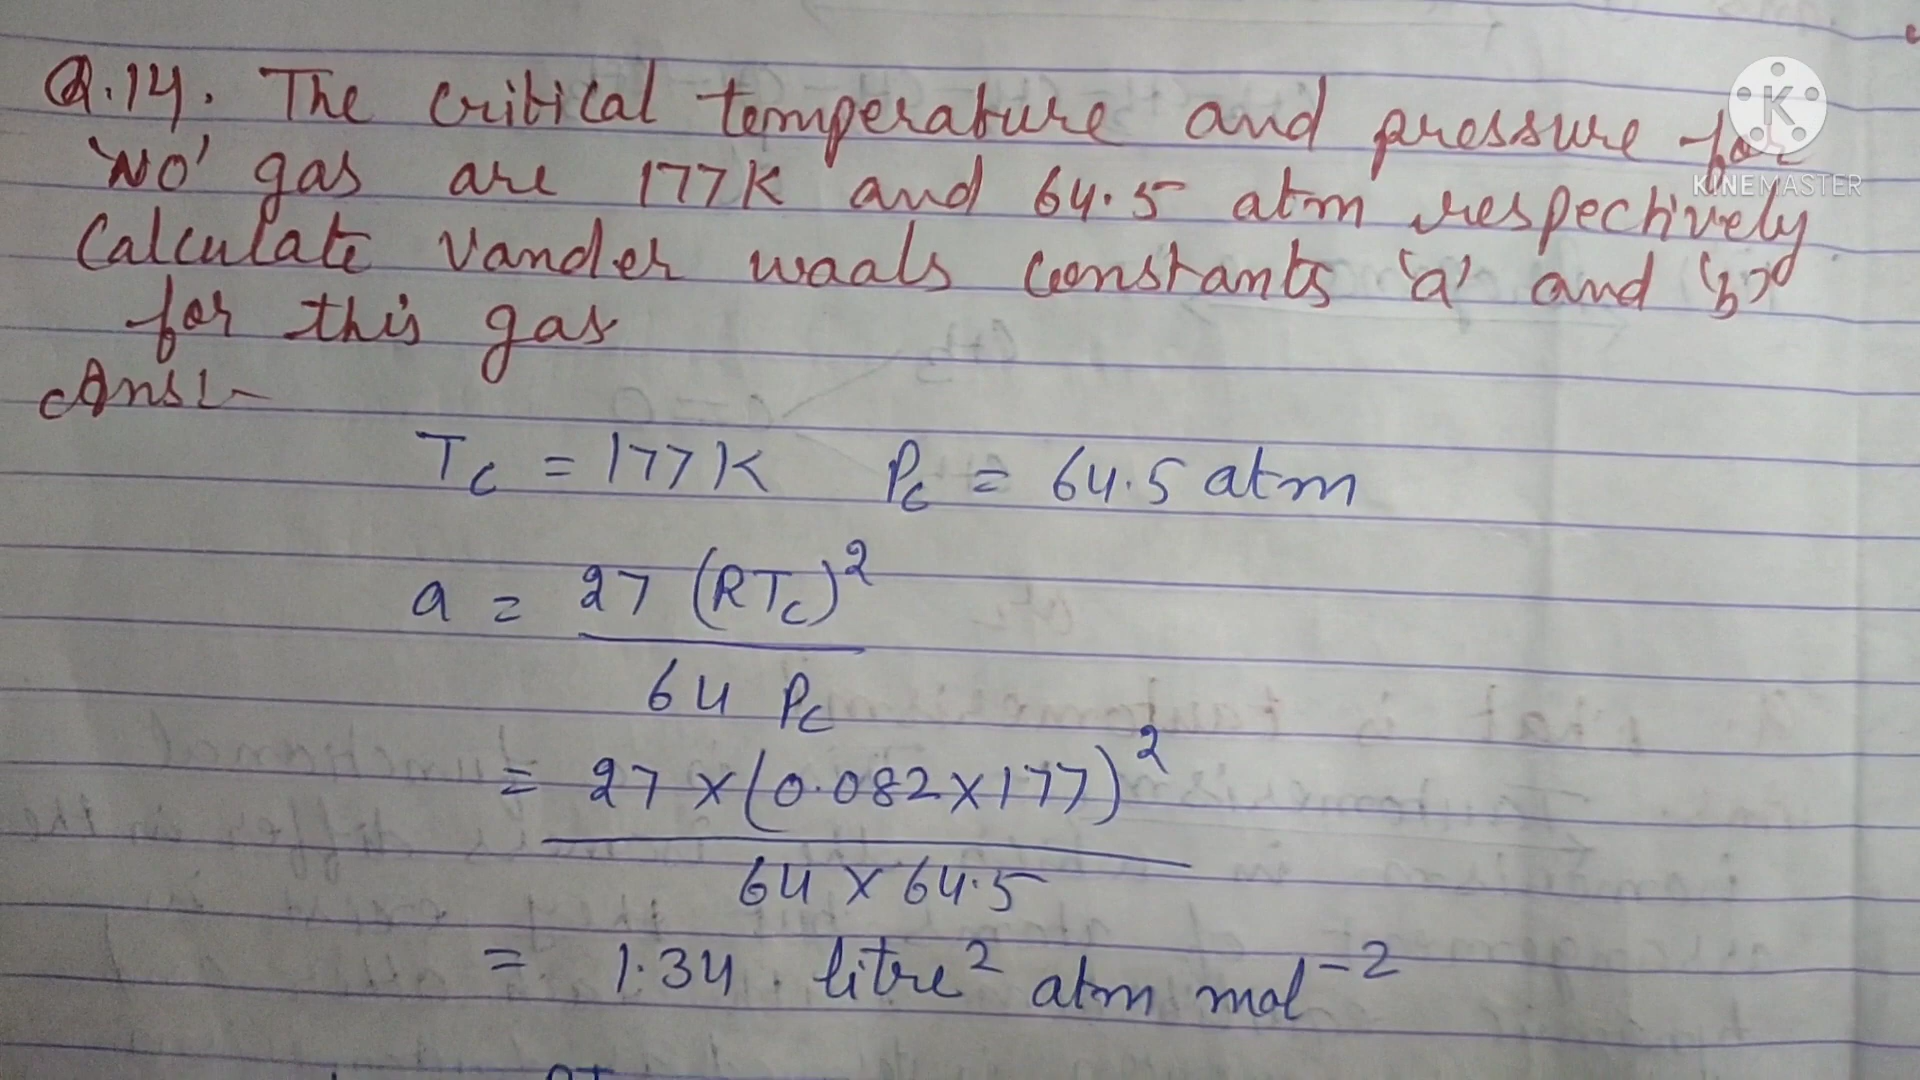 Q.14. The critical temperature and pressure for
'NO' gas are 177K and 64.5 atm respectively
Calculate Vander waals constants 'a' and 'b'
for this gas
Ans:-
Tc = 177K Pc = 64.5 atm
a = 27 (RTc)²
64 Pc
= 27 × (0.082×177)²
64 × 64.5
= 1.34. litre² atm mol⁻²
K
KINEMASTER